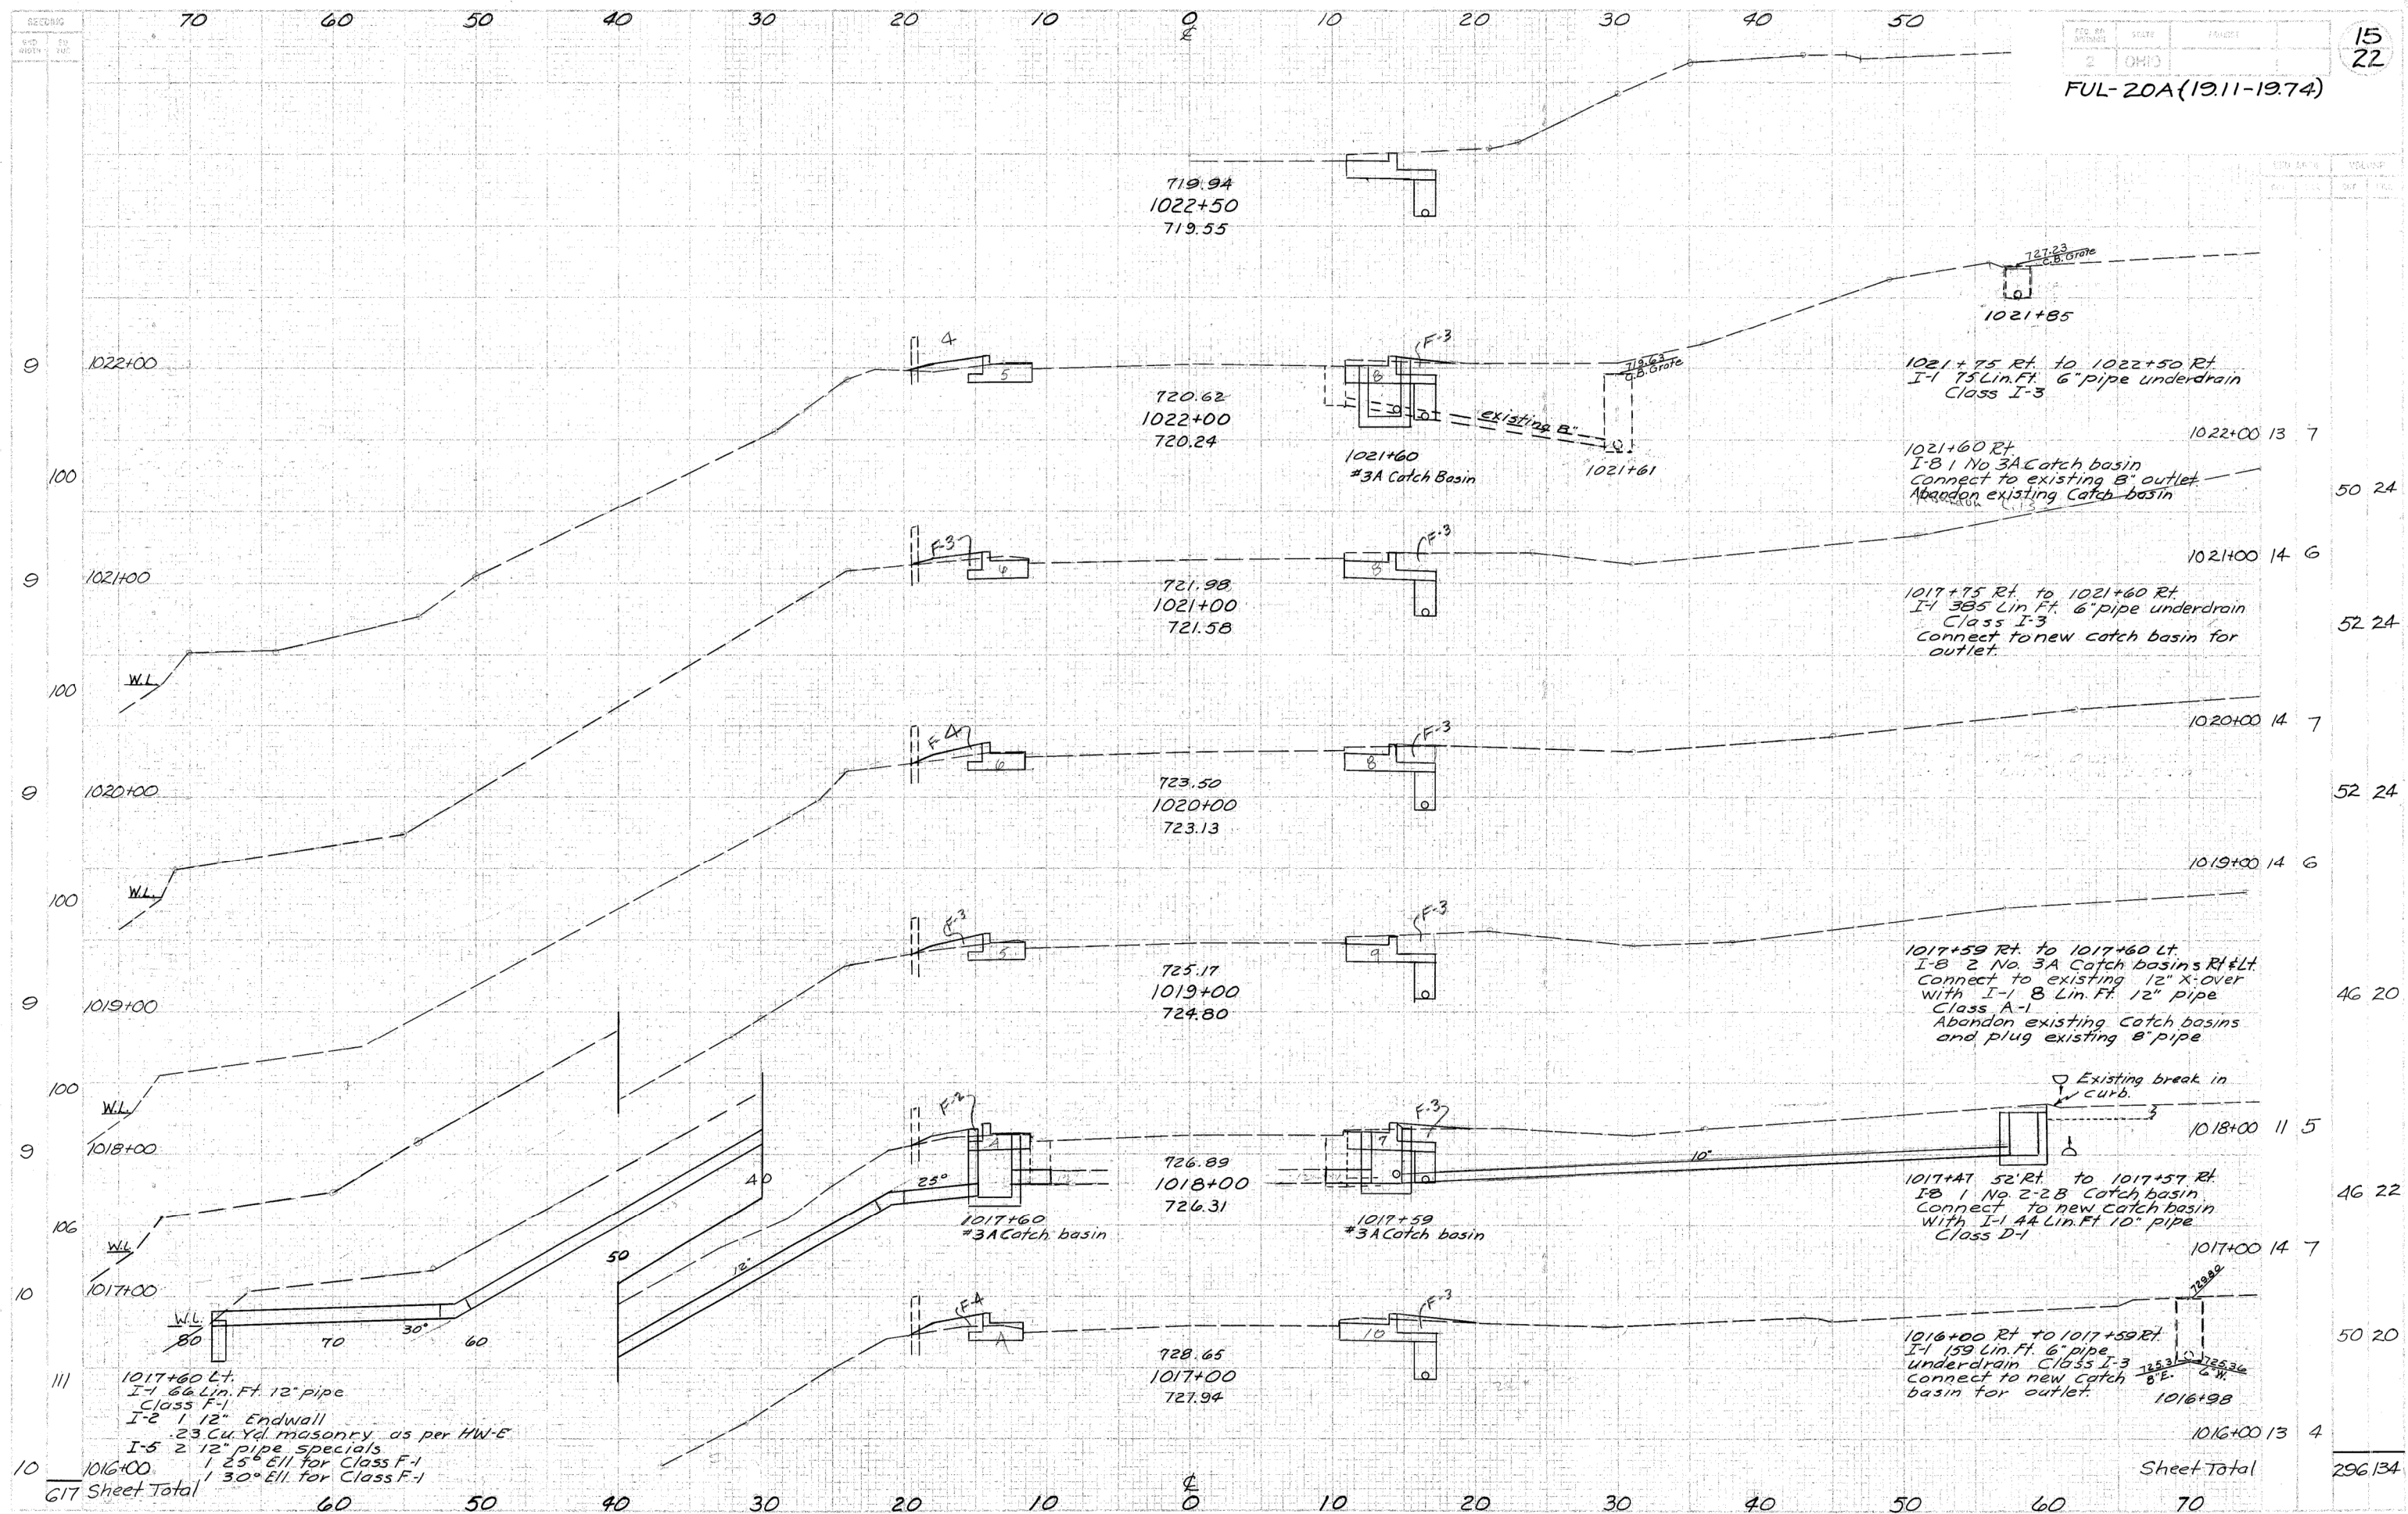 70 60 50 40 30 20 10 0 10 20 30 40 50
℄
SEEDING
END WIDTH
STATE
2 OHIO
15
22
FUL-20A (19.11-19.74)
719.94
1022+50
719.55
727.23
C.B. Grate
1021+85
9 1022+00
4
5
F-3
8
719.63
C.B. Grate
720.62
1022+00
720.24
existing 8"
1021+60
#3A Catch Basin
1021+61
1021+75 Rt. to 1022+50 Rt.
I-1 75 Lin. Ft. 6" pipe underdrain
Class I-3
1022+00 13 7
1021+60 Rt.
I-8 1 No 3A Catch basin
Connect to existing 8" outlet
Abandon existing Catch basin
100
50 24
9 1021+00
F-3
6
F-3
8
721.98
1021+00
721.58
1021+00 14 6
1017+75 Rt. to 1021+60 Rt.
I-1 385 Lin. Ft. 6" pipe underdrain
Class I-3
Connect to new catch basin for
outlet.
52 24
W.L.
100
1020+00 14 7
F-4
6
F-3
8
723.50
1020+00
723.13
9 1020+00
52 24
1019+00 14 6
W.L.
100
F-3
5
F-3
9
725.17
1019+00
724.80
9 1019+00
1017+59 Rt. to 1017+60 Lt.
I-8 2 No. 3A Catch basins Rt & Lt.
Connect to existing 12" X-over
with I-1 8 Lin. Ft. 12" pipe
Class A-1
Abandon existing Catch basins
and plug existing 8" pipe
46 20
100
W.L.
Existing break in
curb.
1018+00 11 5
9 1018+00
F-2
4
F-3
7
726.89
1018+00
726.31
40
25°
10"
1017+60
#3A Catch basin
1017+59
#3A Catch basin
1017+47 52' Rt. to 1017+57 Rt.
I-8 1 No. 2-2B Catch basin
Connect to new catch basin
With I-1 44 Lin. Ft 10" pipe
Class D-1
46 22
106
W.L.
50
12"
1017+00 14 7
10 1017+00
W.L.
80 70 30° 60
F-4
A
F-3
10
728.65
1017+00
727.94
729.80
1016+00 Rt to 1017+59 Rt.
I-1 159 Lin. Ft. 6" pipe
underdrain Class I-3
Connect to new catch
basin for outlet.
725.31
8" E.
725.36
6" W.
1016+98
50 20
111
1017+60 Lt.
I-1 66 Lin. Ft. 12" pipe
Class F-1
I-2 1 12" Endwall
.23 Cu. Yd. masonry as per HW-E
I-5 2 12" pipe specials
1 25° Ell for Class F-1
1 30° Ell for Class F-1
1016+00 13 4
10 1016+00
617 Sheet Total
Sheet Total 296 134
℄
60 50 40 30 20 10 0 10 20 30 40 50 60 70